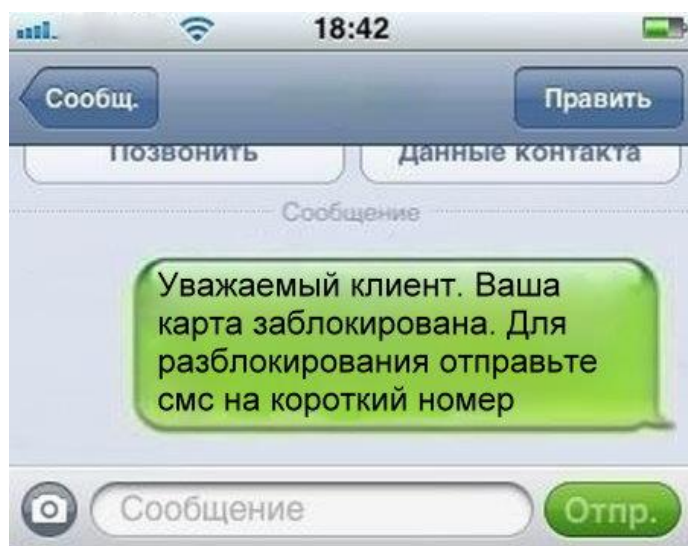 18:42
Сообщ.
Править
Позвонить
Данные контакта
Сообщение
Уважаемый клиент. Ваша
карта заблокирована. Для
разблокирования отправьте
смс на короткий номер
Сообщение
Отпр.